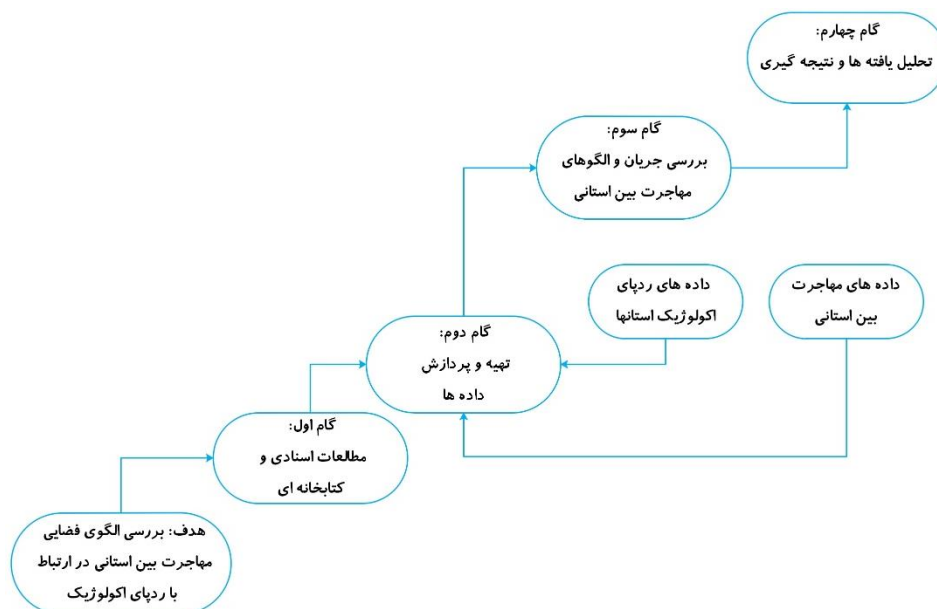 گام چهارم:
تحلیل یافته ها و نتیجه گیری
گام سوم:
بررسی جریان و الگوهای
مهاجرت بین استانی
داده های ردپای
اکولوژیک استانها
داده های مهاجرت
بین استانی
گام دوم:
تهیه و پردازش
داده ها
گام اول:
مطالعات اسنادی و
کتابخانه ای
هدف: بررسی الگوی فضایی
مهاجرت بین استانی در ارتباط
با ردپای اکولوژیک